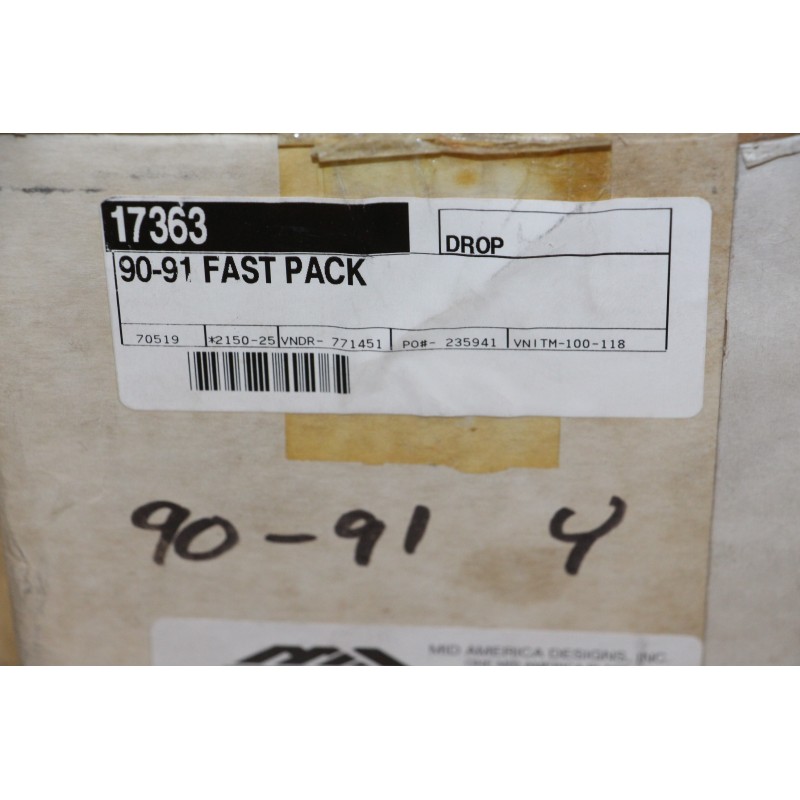 17363
DROP
90-91 FAST PACK
70519 *2150-25 VNDR- 771451 PO#- 235941 VNITM-100-118
90-91 Y
MID AMERICA DESIGNS, INC.